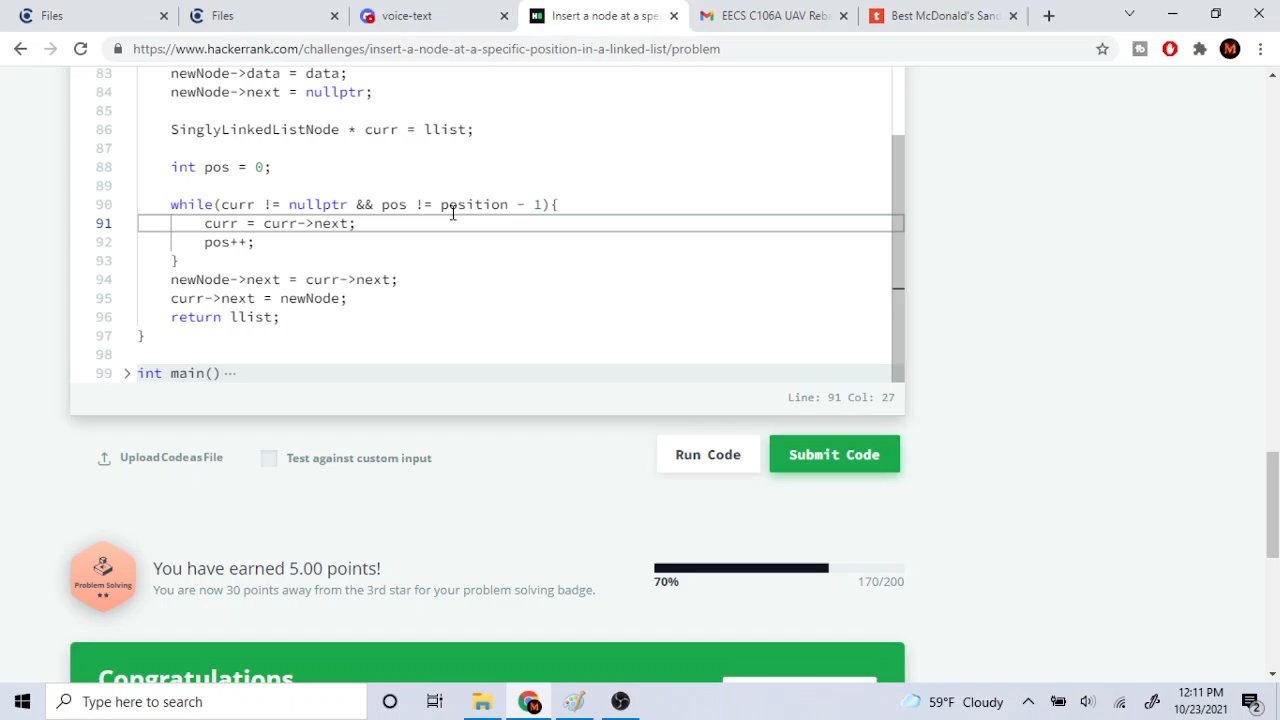 Files
Files
voice-text
Insert a node at a spe
EECS C106A UAV Reba
Best McDonald's Sand
https://www.hackerrank.com/challenges/insert-a-node-at-a-specific-position-in-a-linked-list/problem
83 newNode->data = data;
84 newNode->next = nullptr;
85
86 SinglyLinkedListNode * curr = llist;
87
88 int pos = 0;
89
90 while(curr != nullptr && pos != position - 1){
91 curr = curr->next;
92 pos++;
93 }
94 newNode->next = curr->next;
95 curr->next = newNode;
96 return llist;
97 }
98
99 int main() ···
Line: 91 Col: 27
Upload Code as File
Test against custom input
Run Code
Submit Code
Problem Solving
You have earned 5.00 points!
You are now 30 points away from the 3rd star for your problem solving badge.
70%
170/200
Congratulations
Type here to search
59°F Cloudy
12:11 PM
10/23/2021
2